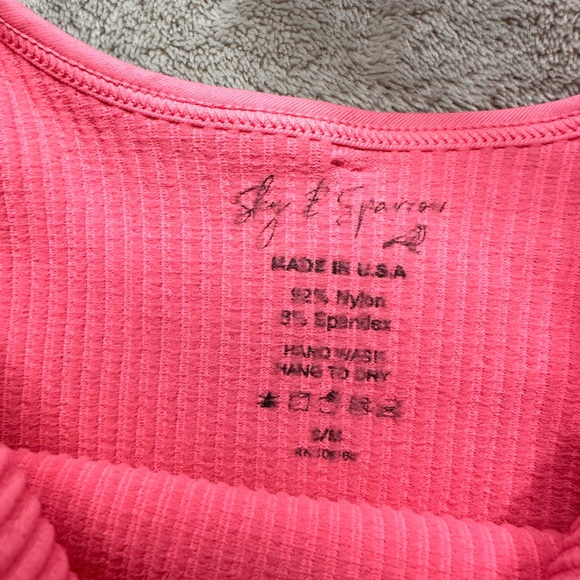 Sky & Sparrow
MADE IN U.S.A
92% Nylon
8% Spandex
HAND WASH
HANG TO DRY
S/M